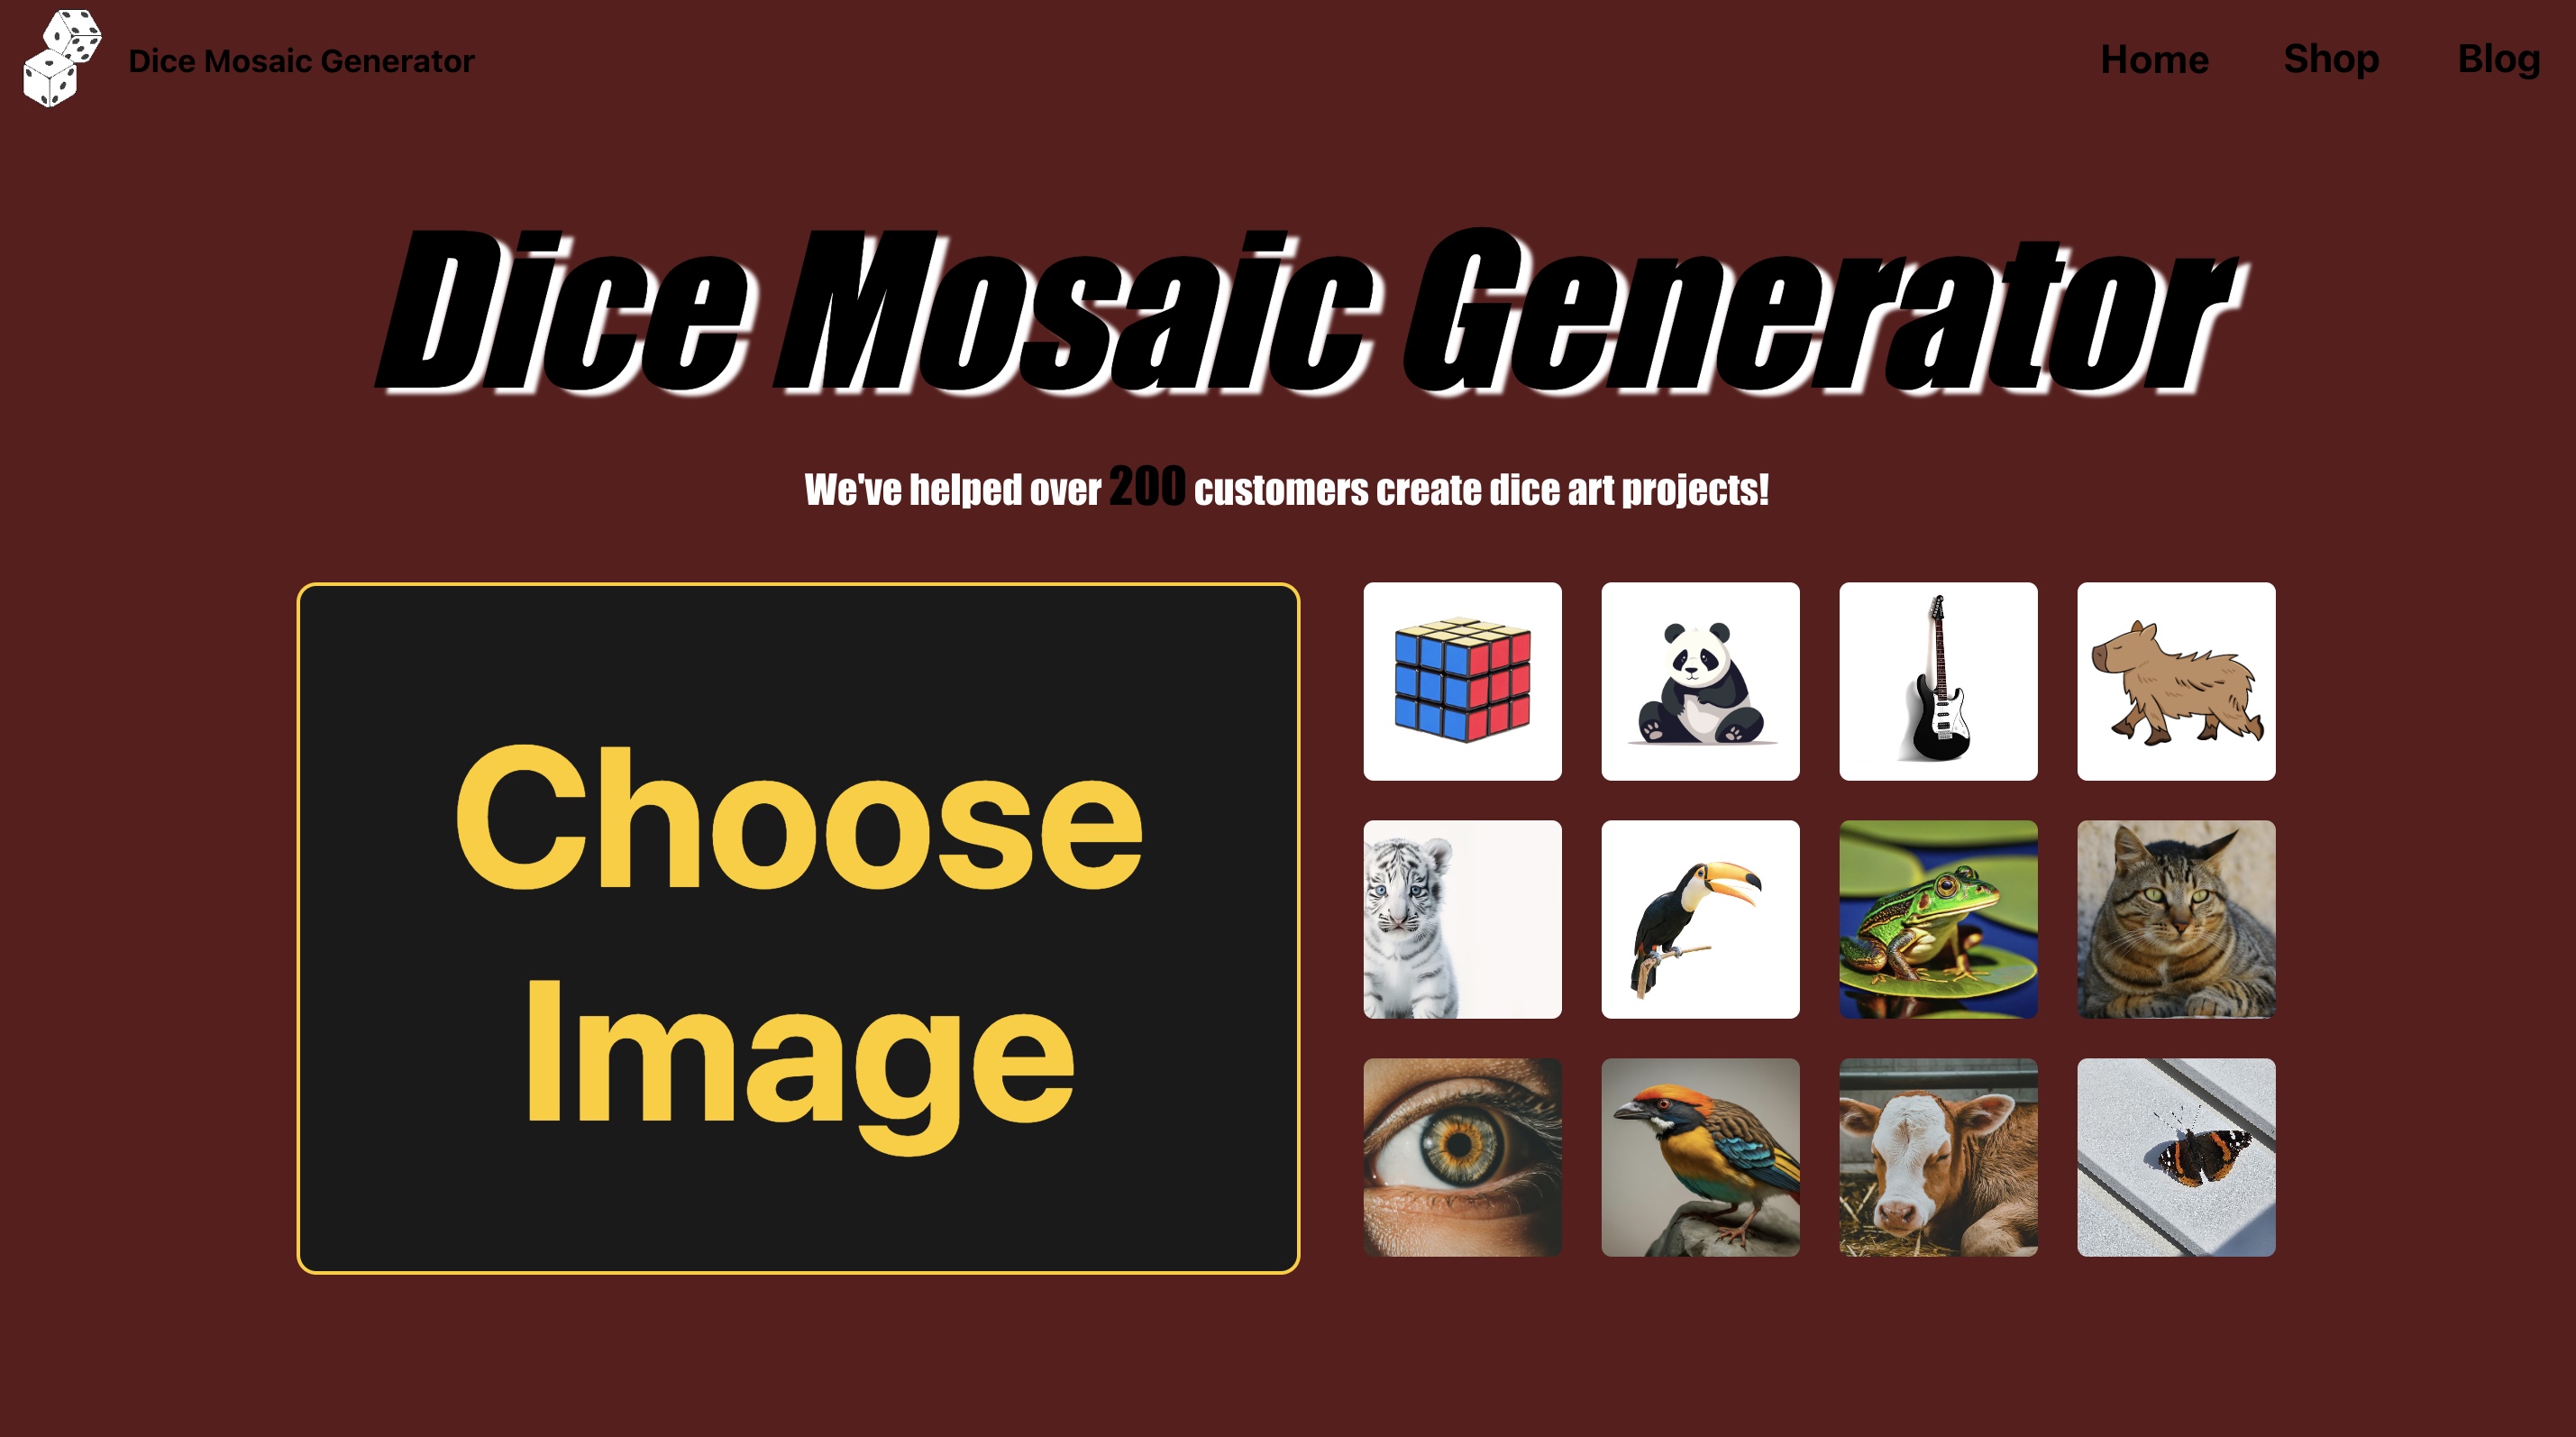 Dice Mosaic Generator
Home
Shop
Blog
Dice Mosaic Generator
We've helped over 200 customers create dice art projects!
Choose
Image